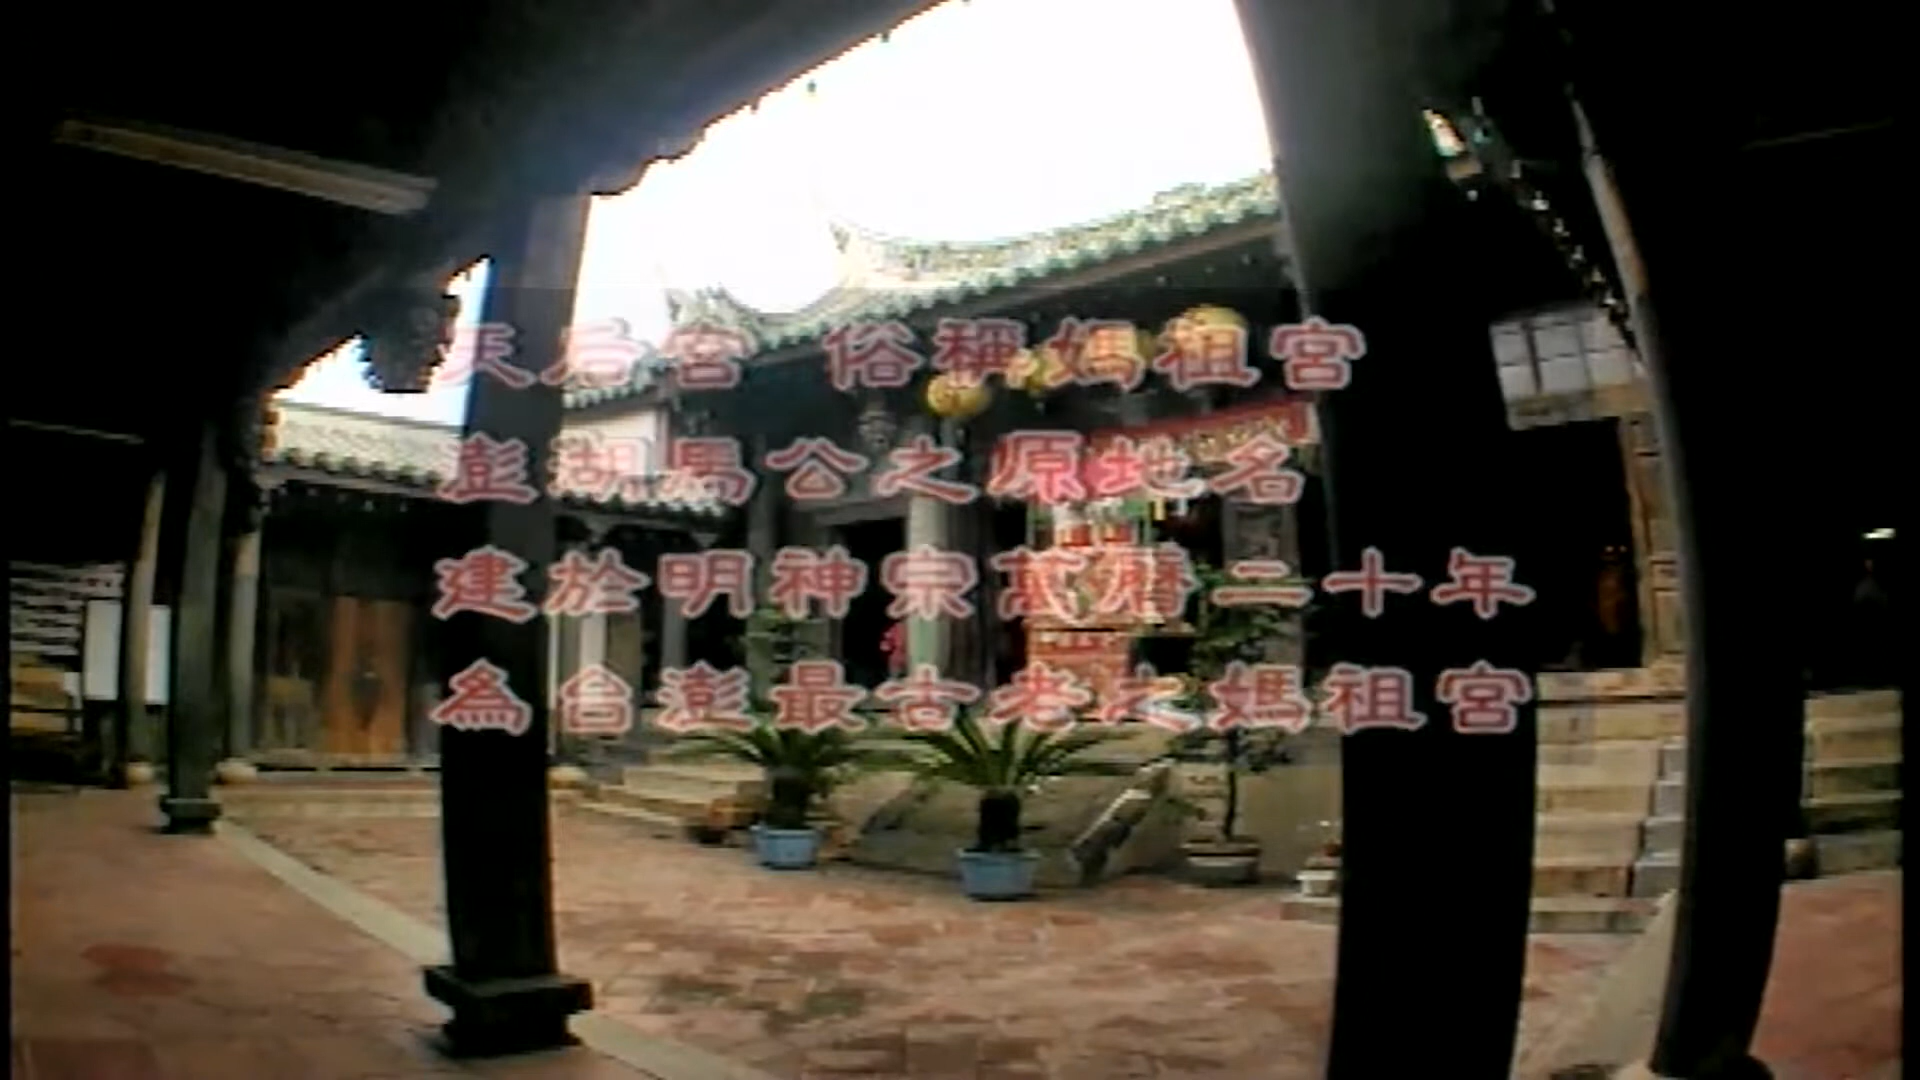 天后宮 俗稱媽祖宮
澎湖馬公之原地名
建於明神宗萬曆二十年
為台澎最古老之媽祖宮